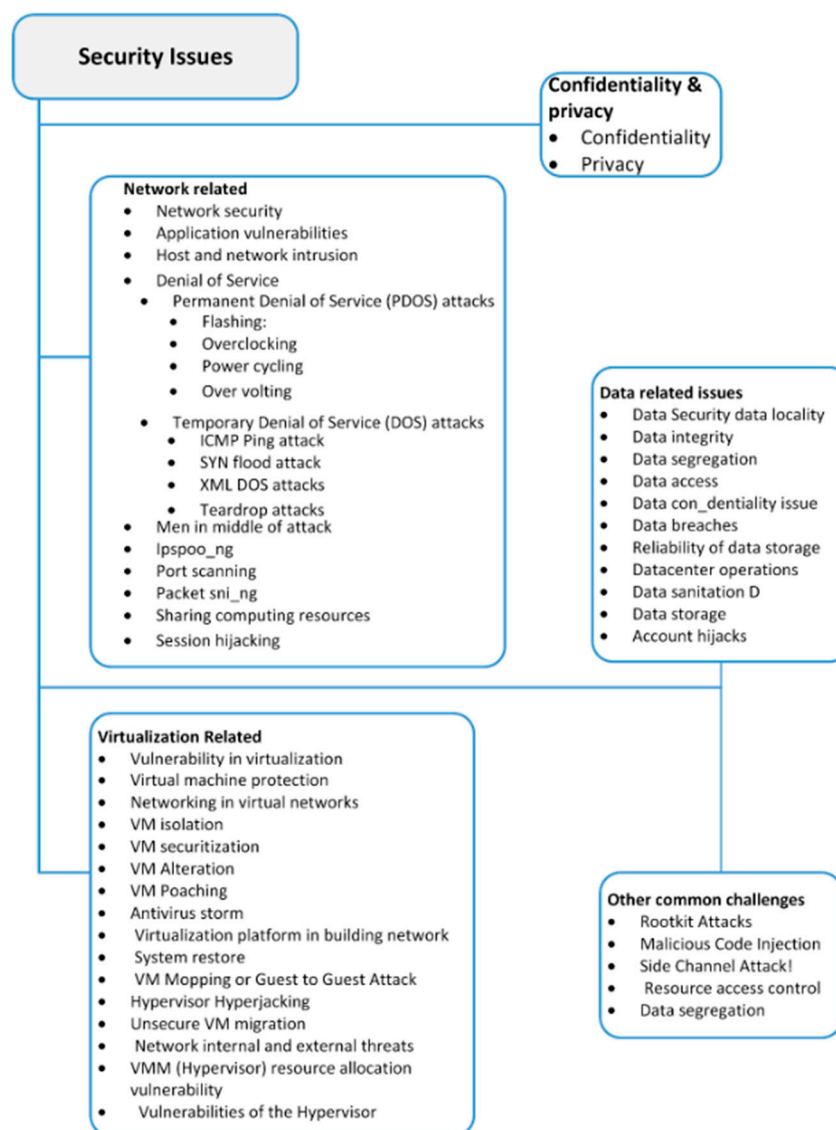 Security Issues
Confidentiality &
privacy
• Confidentiality
• Privacy
Network related
• Network security
• Application vulnerabilities
• Host and network intrusion
• Denial of Service
• Permanent Denial of Service (PDOS) attacks
• Flashing:
• Overclocking
• Power cycling
• Over volting
• Temporary Denial of Service (DOS) attacks
• ICMP Ping attack
• SYN flood attack
• XML DOS attacks
• Teardrop attacks
• Men in middle of attack
• Ipspoo_ng
• Port scanning
• Packet sni_ng
• Sharing computing resources
• Session hijacking
Data related issues
• Data Security data locality
• Data integrity
• Data segregation
• Data access
• Data con_dentiality issue
• Data breaches
• Reliability of data storage
• Datacenter operations
• Data sanitation D
• Data storage
• Account hijacks
Virtualization Related
• Vulnerability in virtualization
• Virtual machine protection
• Networking in virtual networks
• VM isolation
• VM securitization
• VM Alteration
• VM Poaching
• Antivirus storm
• Virtualization platform in building network
• System restore
• VM Mopping or Guest to Guest Attack
• Hypervisor Hyperjacking
• Unsecure VM migration
• Network internal and external threats
• VMM (Hypervisor) resource allocation
vulnerability
• Vulnerabilities of the Hypervisor
Other common challenges
• Rootkit Attacks
• Malicious Code Injection
• Side Channel Attack!
• Resource access control
• Data segregation